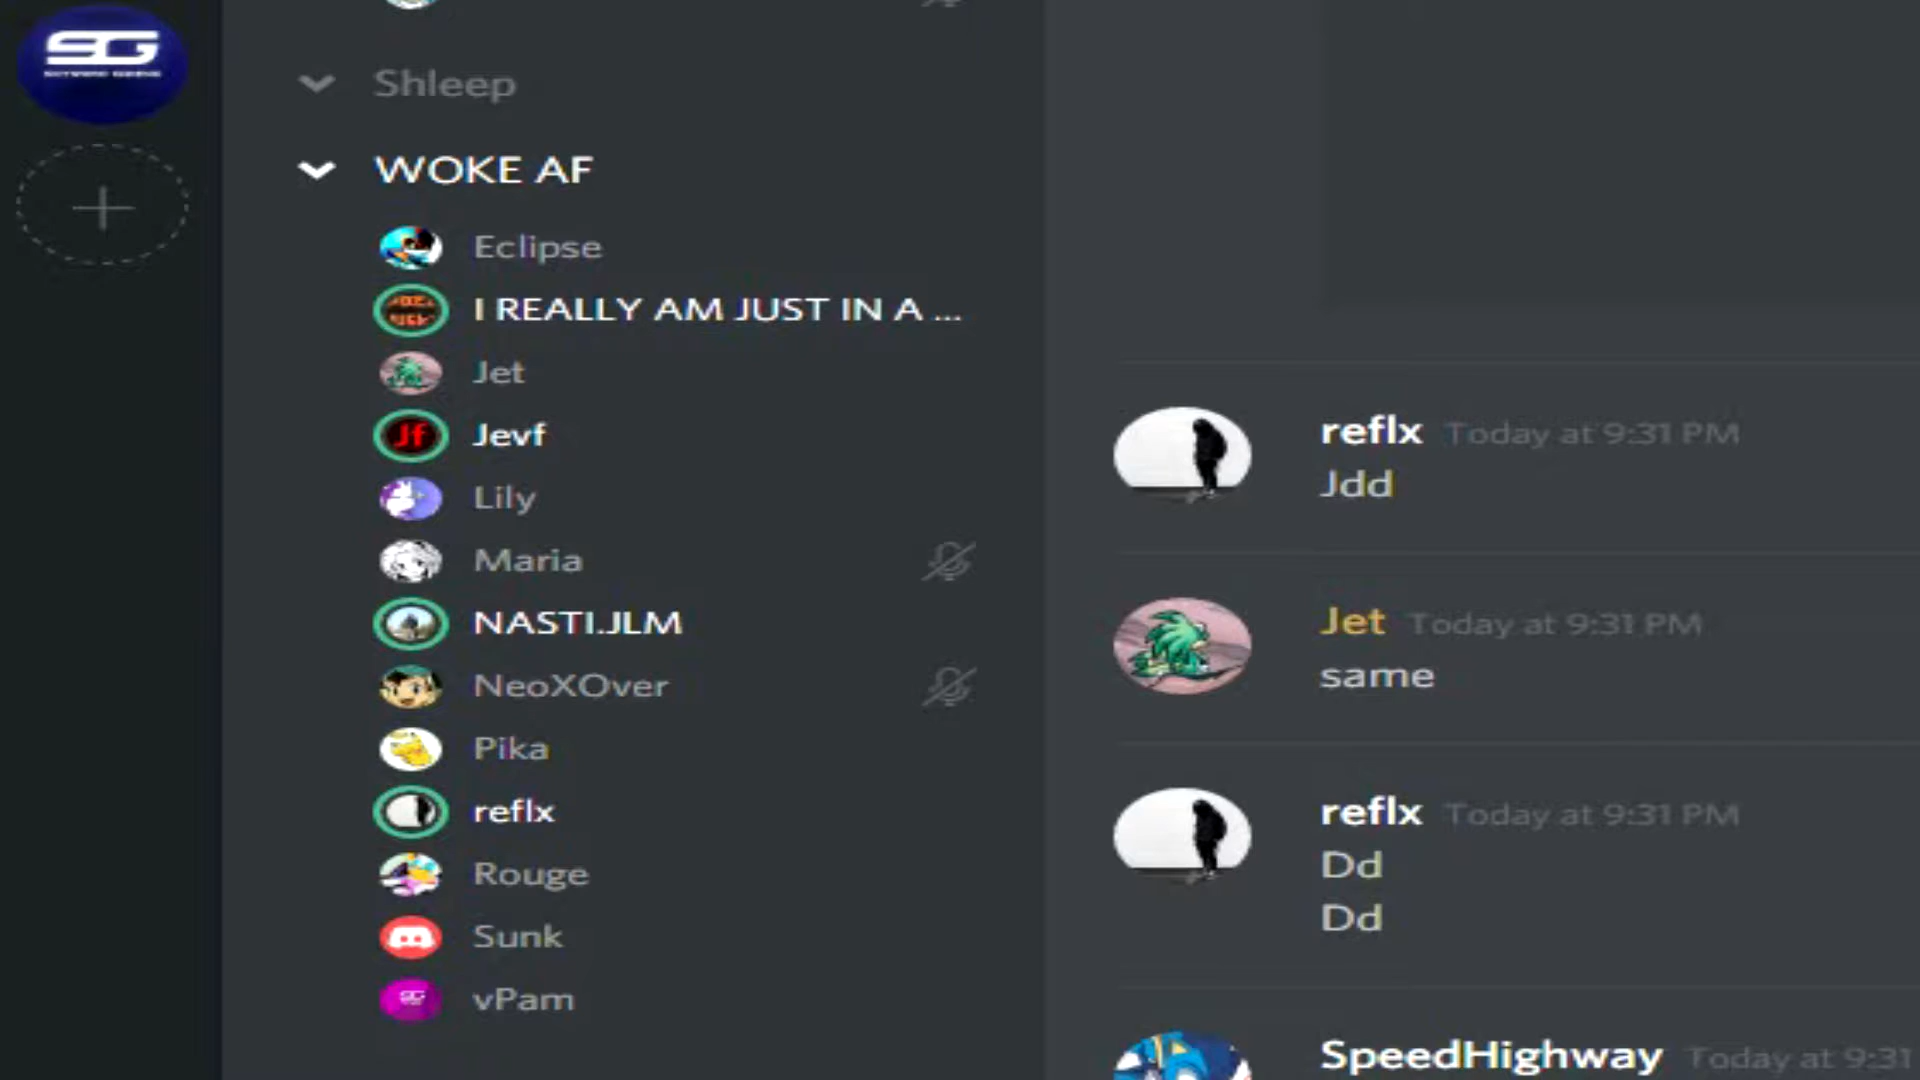 SG
Shleep
WOKE AF
Eclipse
I REALLY AM JUST IN A ...
Jet
Jf
Jevf
Lily
Maria
NASTI.JLM
NeoXOver
Pika
reflx
Rouge
Sunk
SG
vPam
reflx Today at 9:31 PM
Jdd
Jet Today at 9:31 PM
same
reflx Today at 9:31 PM
Dd
Dd
SpeedHighway Today at 9:31